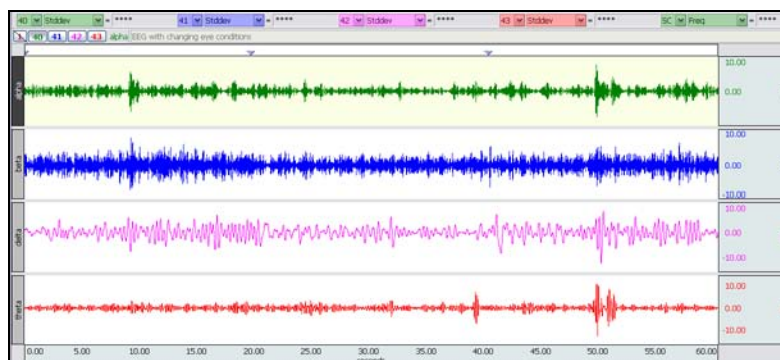 40 Stddev = **** 41 Stddev = **** 42 Stddev = **** 43 Stddev = **** SC Freq = ****
40 41 42 43 alpha EEG with changing eye conditions
alpha 10.00
0.00
beta 10.00
0.00
-10.00
delta 10.00
0.00
-10.00
theta 10.00
0.00
-10.00
0.00 5.00 10.00 15.00 20.00 25.00 30.00 35.00 40.00 45.00 50.00 55.00 60.00
seconds